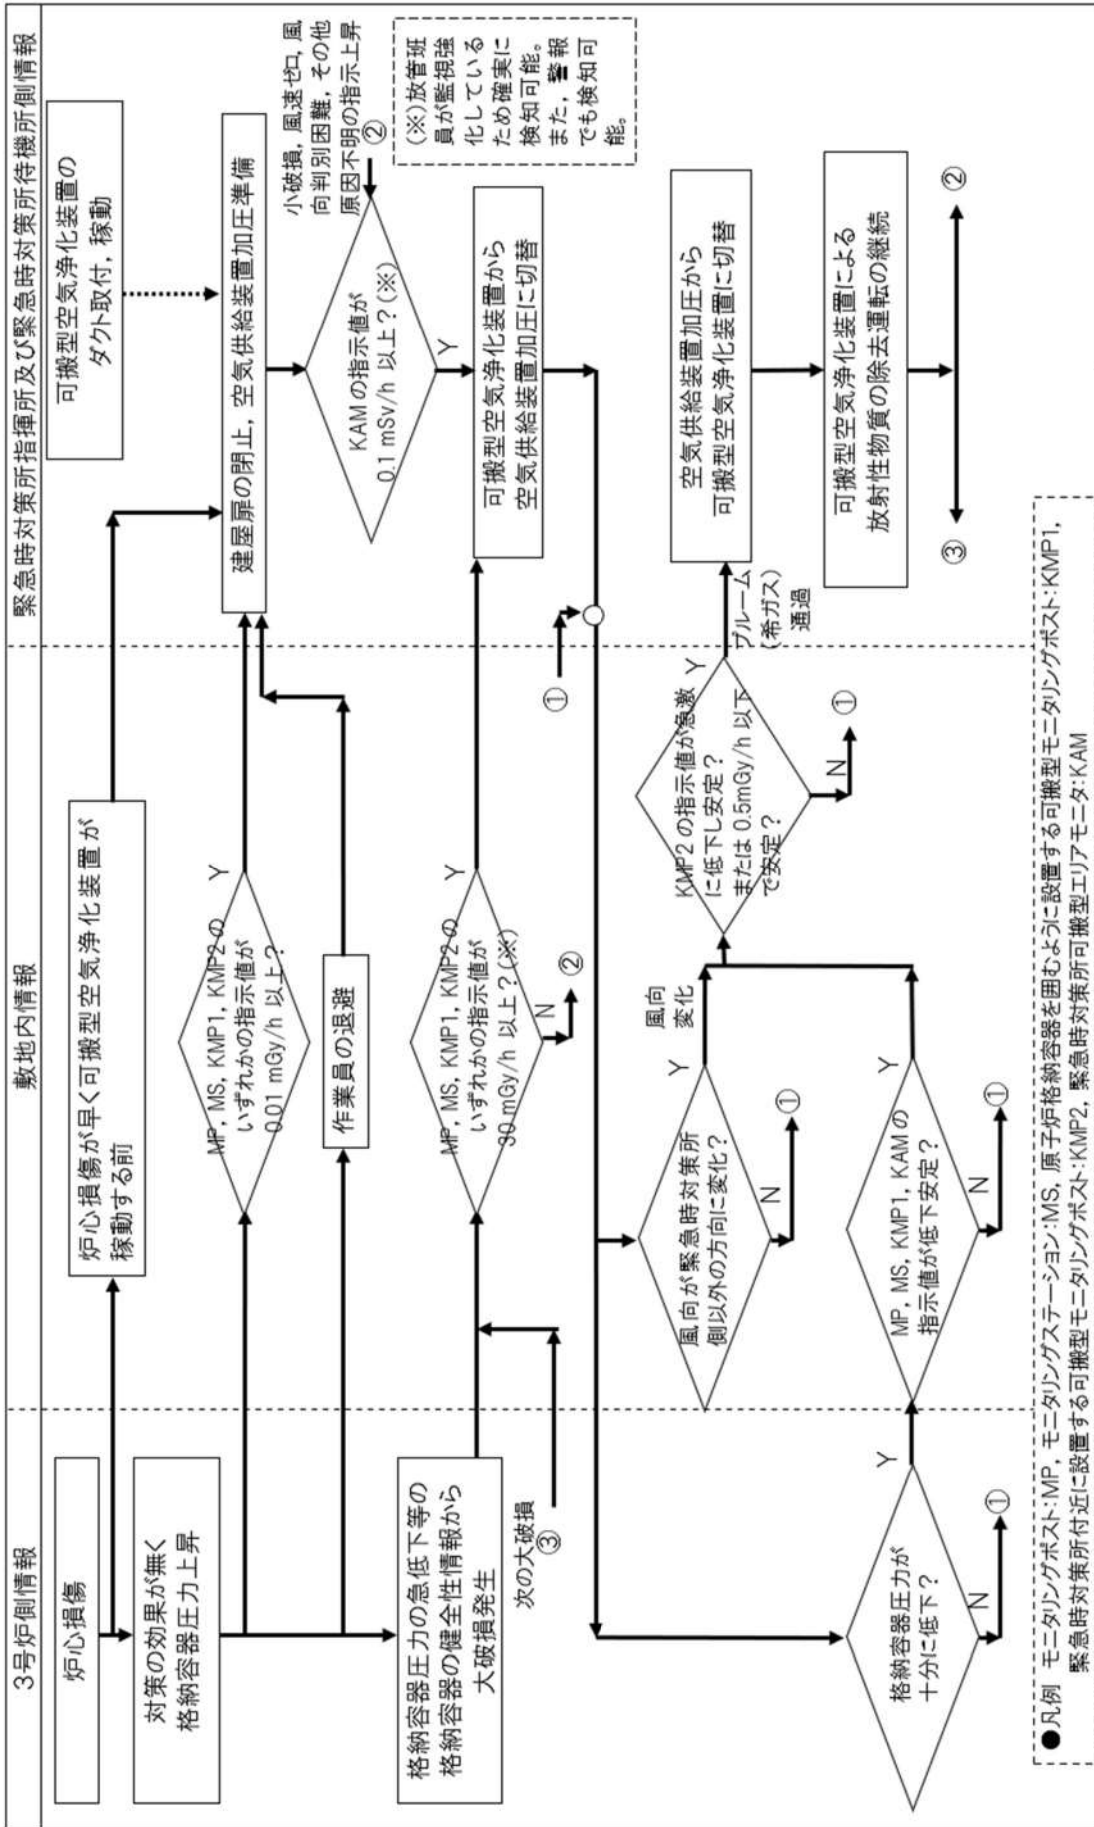 3号炉側情報
敷地内情報
緊急時対策所指揮所及び緊急時対策所待機所側情報
炉心損傷
炉心損傷が早く可搬型空気浄化装置が
稼動する前
可搬型空気浄化装置の
ダクト取付，稼動
対策の効果が無く
格納容器圧力上昇
MP，MS，KMP1，KMP2の
いずれかの指示値が
0.01 mGy/h 以上？
Y
建屋扉の閉止，空気供給装置加圧準備
作業員の退避
小破損，風速ゼロ，風
向判別困難，その他
原因不明の指示上昇
②
KAMの指示値が
0.1 mSv/h 以上？(※)
Y
(※)放管班
員が監視強
化している
ため確実に
検知可能。
また，警報
でも検知可
能。
格納容器圧力の急低下等の
格納容器の健全性情報から
大破損発生
MP，MS，KMP1，KMP2の
いずれかの指示値が
30 mGy/h 以上？(※)
Y
N
②
可搬型空気浄化装置から
空気供給装置加圧に切替
次の大破損
③
①
風向が緊急時対策所
側以外の方向に変化？
Y
N
①
風向
変化
KMP2の指示値が急激
に低下し安定？
または 0.5mGy/h 以下
で安定？
Y
N
①
プルーム
(希ガス)
通過
空気供給装置加圧から
可搬型空気浄化装置に切替
格納容器圧力が
十分に低下？
Y
N
①
MP，MS，KMP1，KAMの
指示値が低下安定？
Y
N
①
可搬型空気浄化装置による
放射性物質の除去運転の継続
③
②
●凡例 モニタリングポスト：MP，モニタリングステーション：MS，原子炉格納容器を囲むように設置する可搬型モニタリングポスト：KMP1，
緊急時対策所付近に設置する可搬型モニタリングポスト：KMP2，緊急時対策所可搬型エリアモニタ：KAM